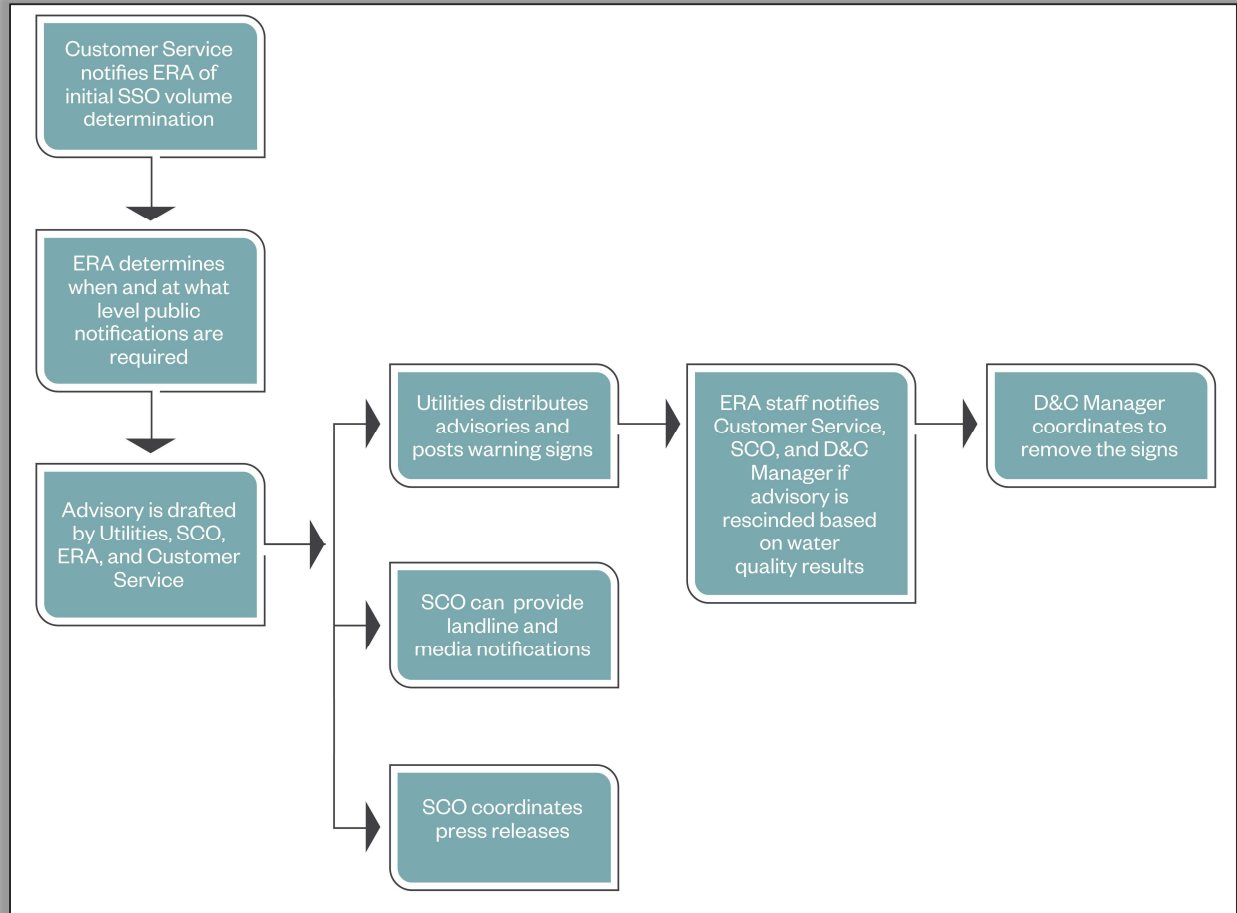 Customer Service
notifies ERA of
initial SSO volume
determination
ERA determines
when and at what
level public
notifications are
required
Advisory is drafted
by Utilities, SCO,
ERA, and Customer
Service
Utilities distributes
advisories and
posts warning signs
SCO can provide
landline and
media notifications
SCO coordinates
press releases
ERA staff notifies
Customer Service,
SCO, and D&C
Manager if
advisory is
rescinded based
on water
quality results
D&C Manager
coordinates to
remove the signs